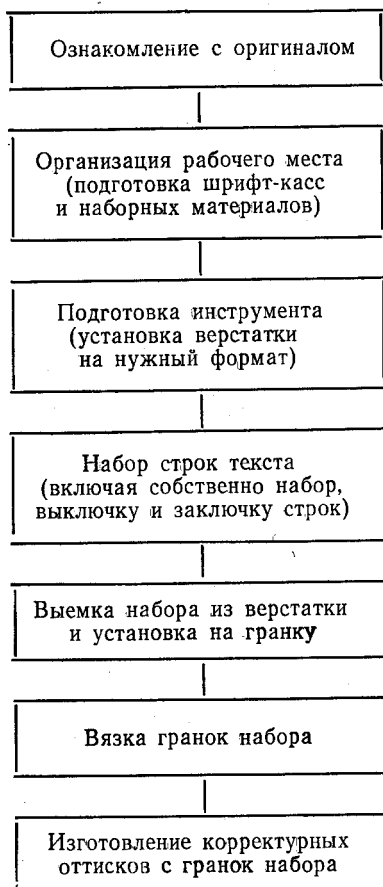 Ознакомление с оригиналом
Организация рабочего места
(подготовка шрифт-касс
и наборных материалов)
Подготовка инструмента
(установка верстатки
на нужный формат)
Набор строк текста
(включая собственно набор,
выключку и заключку строк)
Выемка набора из верстатки
и установка на гранку
Вязка гранок набора
Изготовление корректурных
оттисков с гранок набора